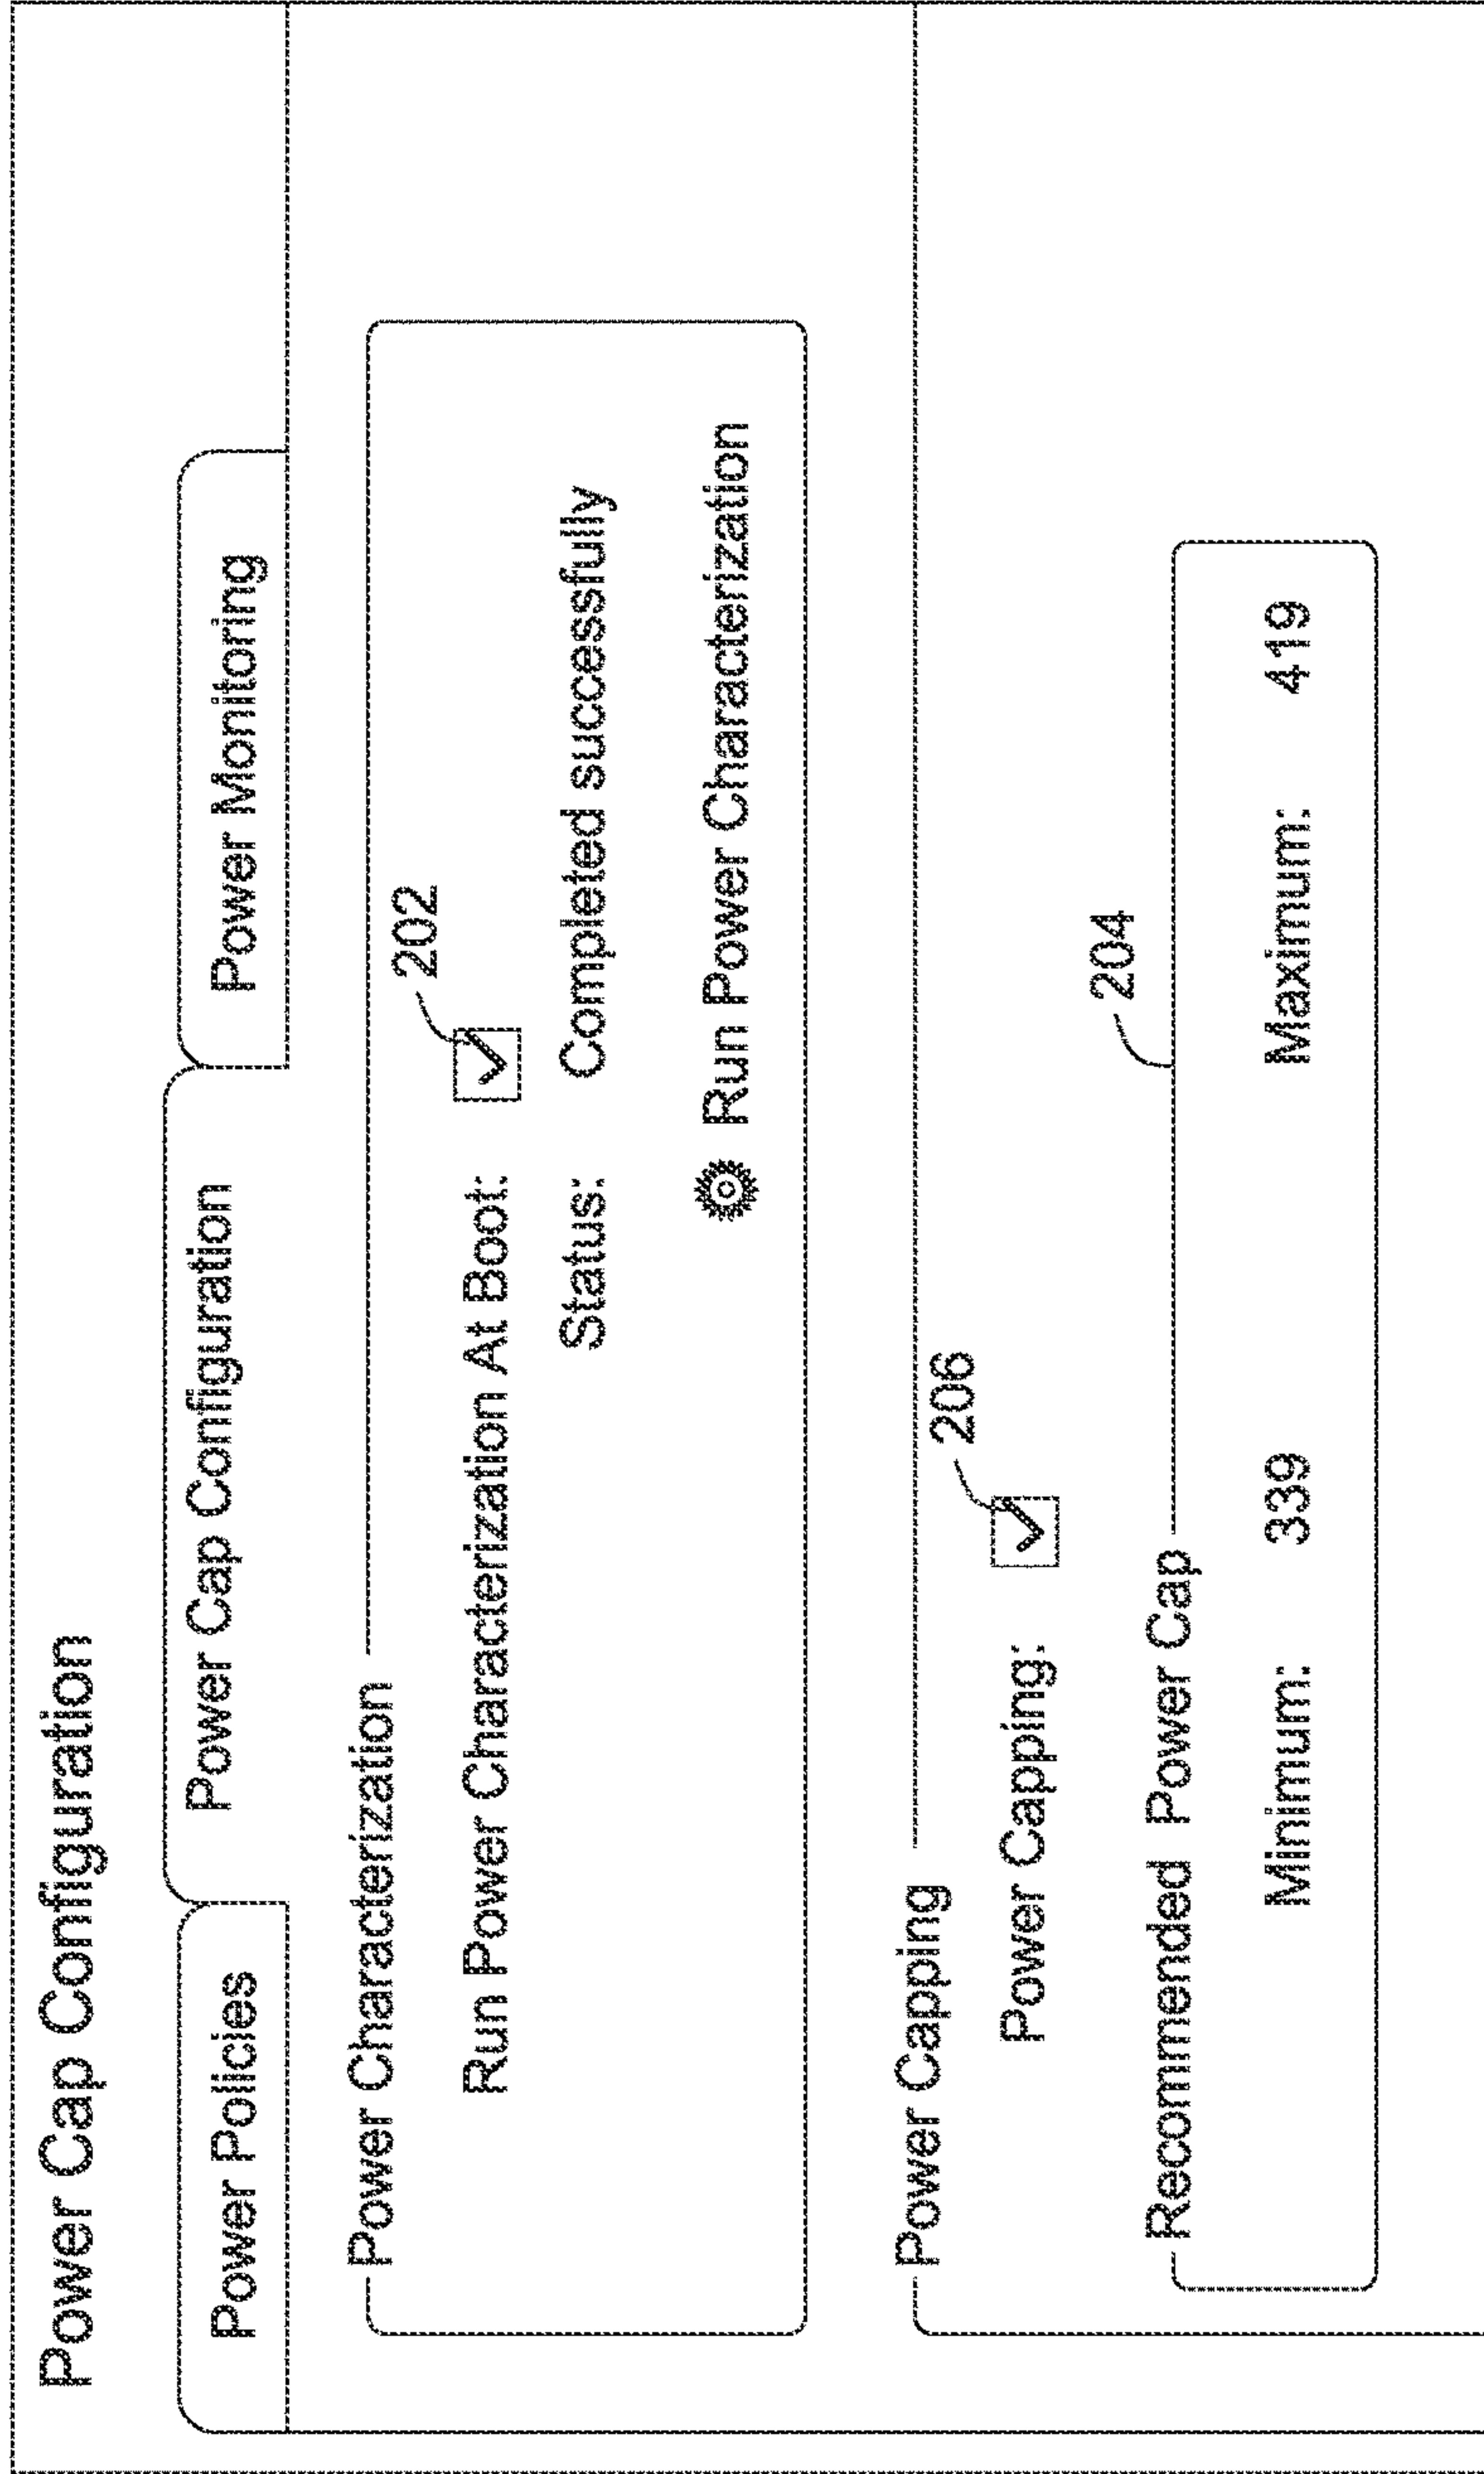 Power Cap Configuration
Power Policies
Power Cap Configuration
Power Monitoring
Power Characterization
202
Run Power Characterization At Boot:
Status: Completed successfully
Run Power Characterization
Power Capping
206
Power Capping:
204
Recommended Power Cap
Minimum: 339 Maximum: 419